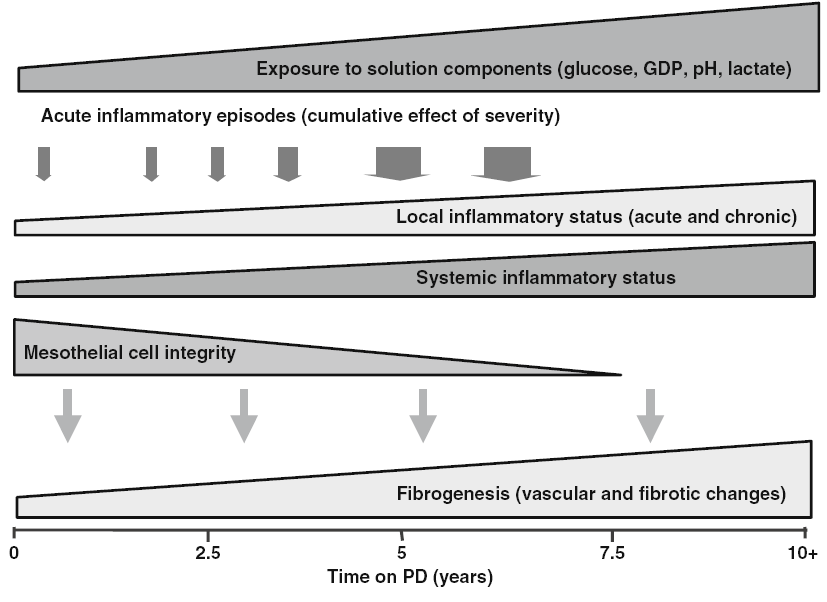 Exposure to solution components (glucose, GDP, pH, lactate)
Acute inflammatory episodes (cumulative effect of severity)
Local inflammatory status (acute and chronic)
Systemic inflammatory status
Mesothelial cell integrity
Fibrogenesis (vascular and fibrotic changes)
0 2.5 5 7.5 10+
Time on PD (years)